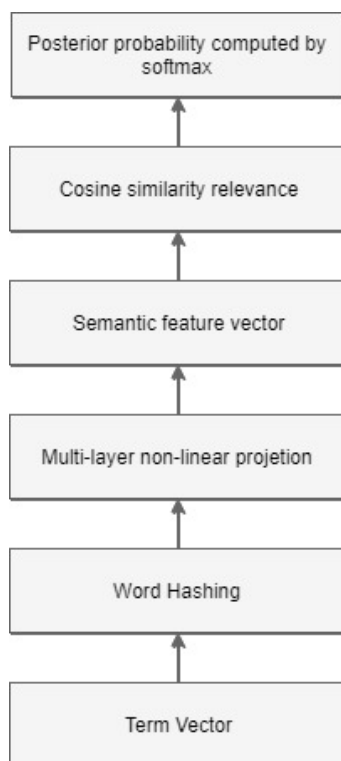 Posterior probability computed by
softmax
Cosine similarity relevance
Semantic feature vector
Multi-layer non-linear projetion
Word Hashing
Term Vector